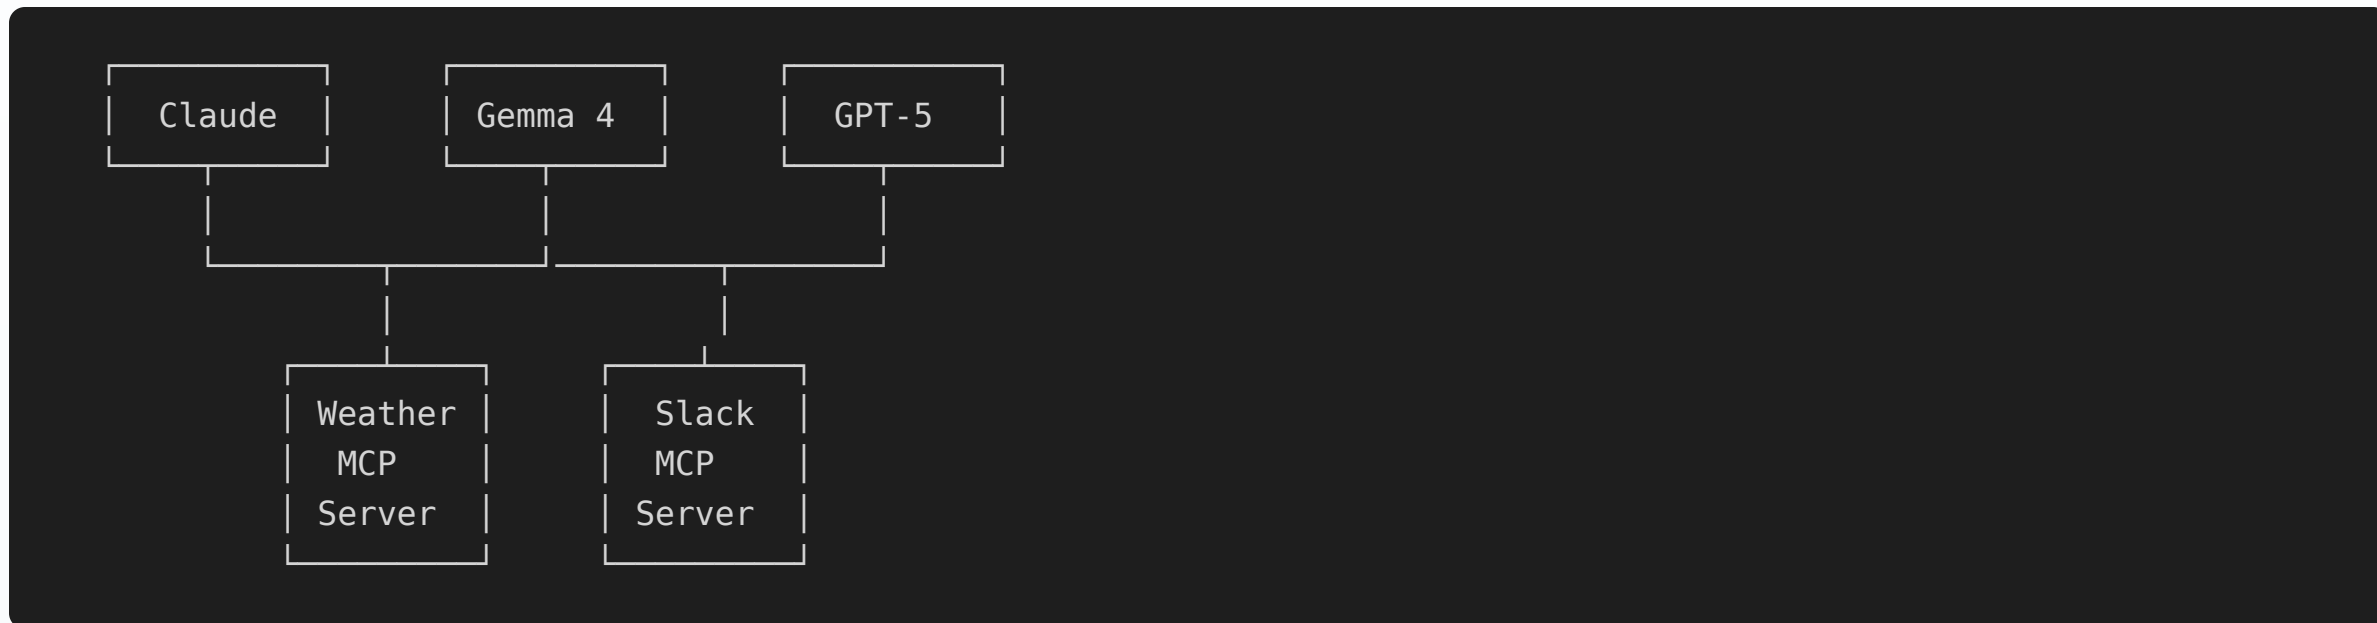 Claude Gemma 4 GPT-5
Weather Slack
MCP MCP
Server Server